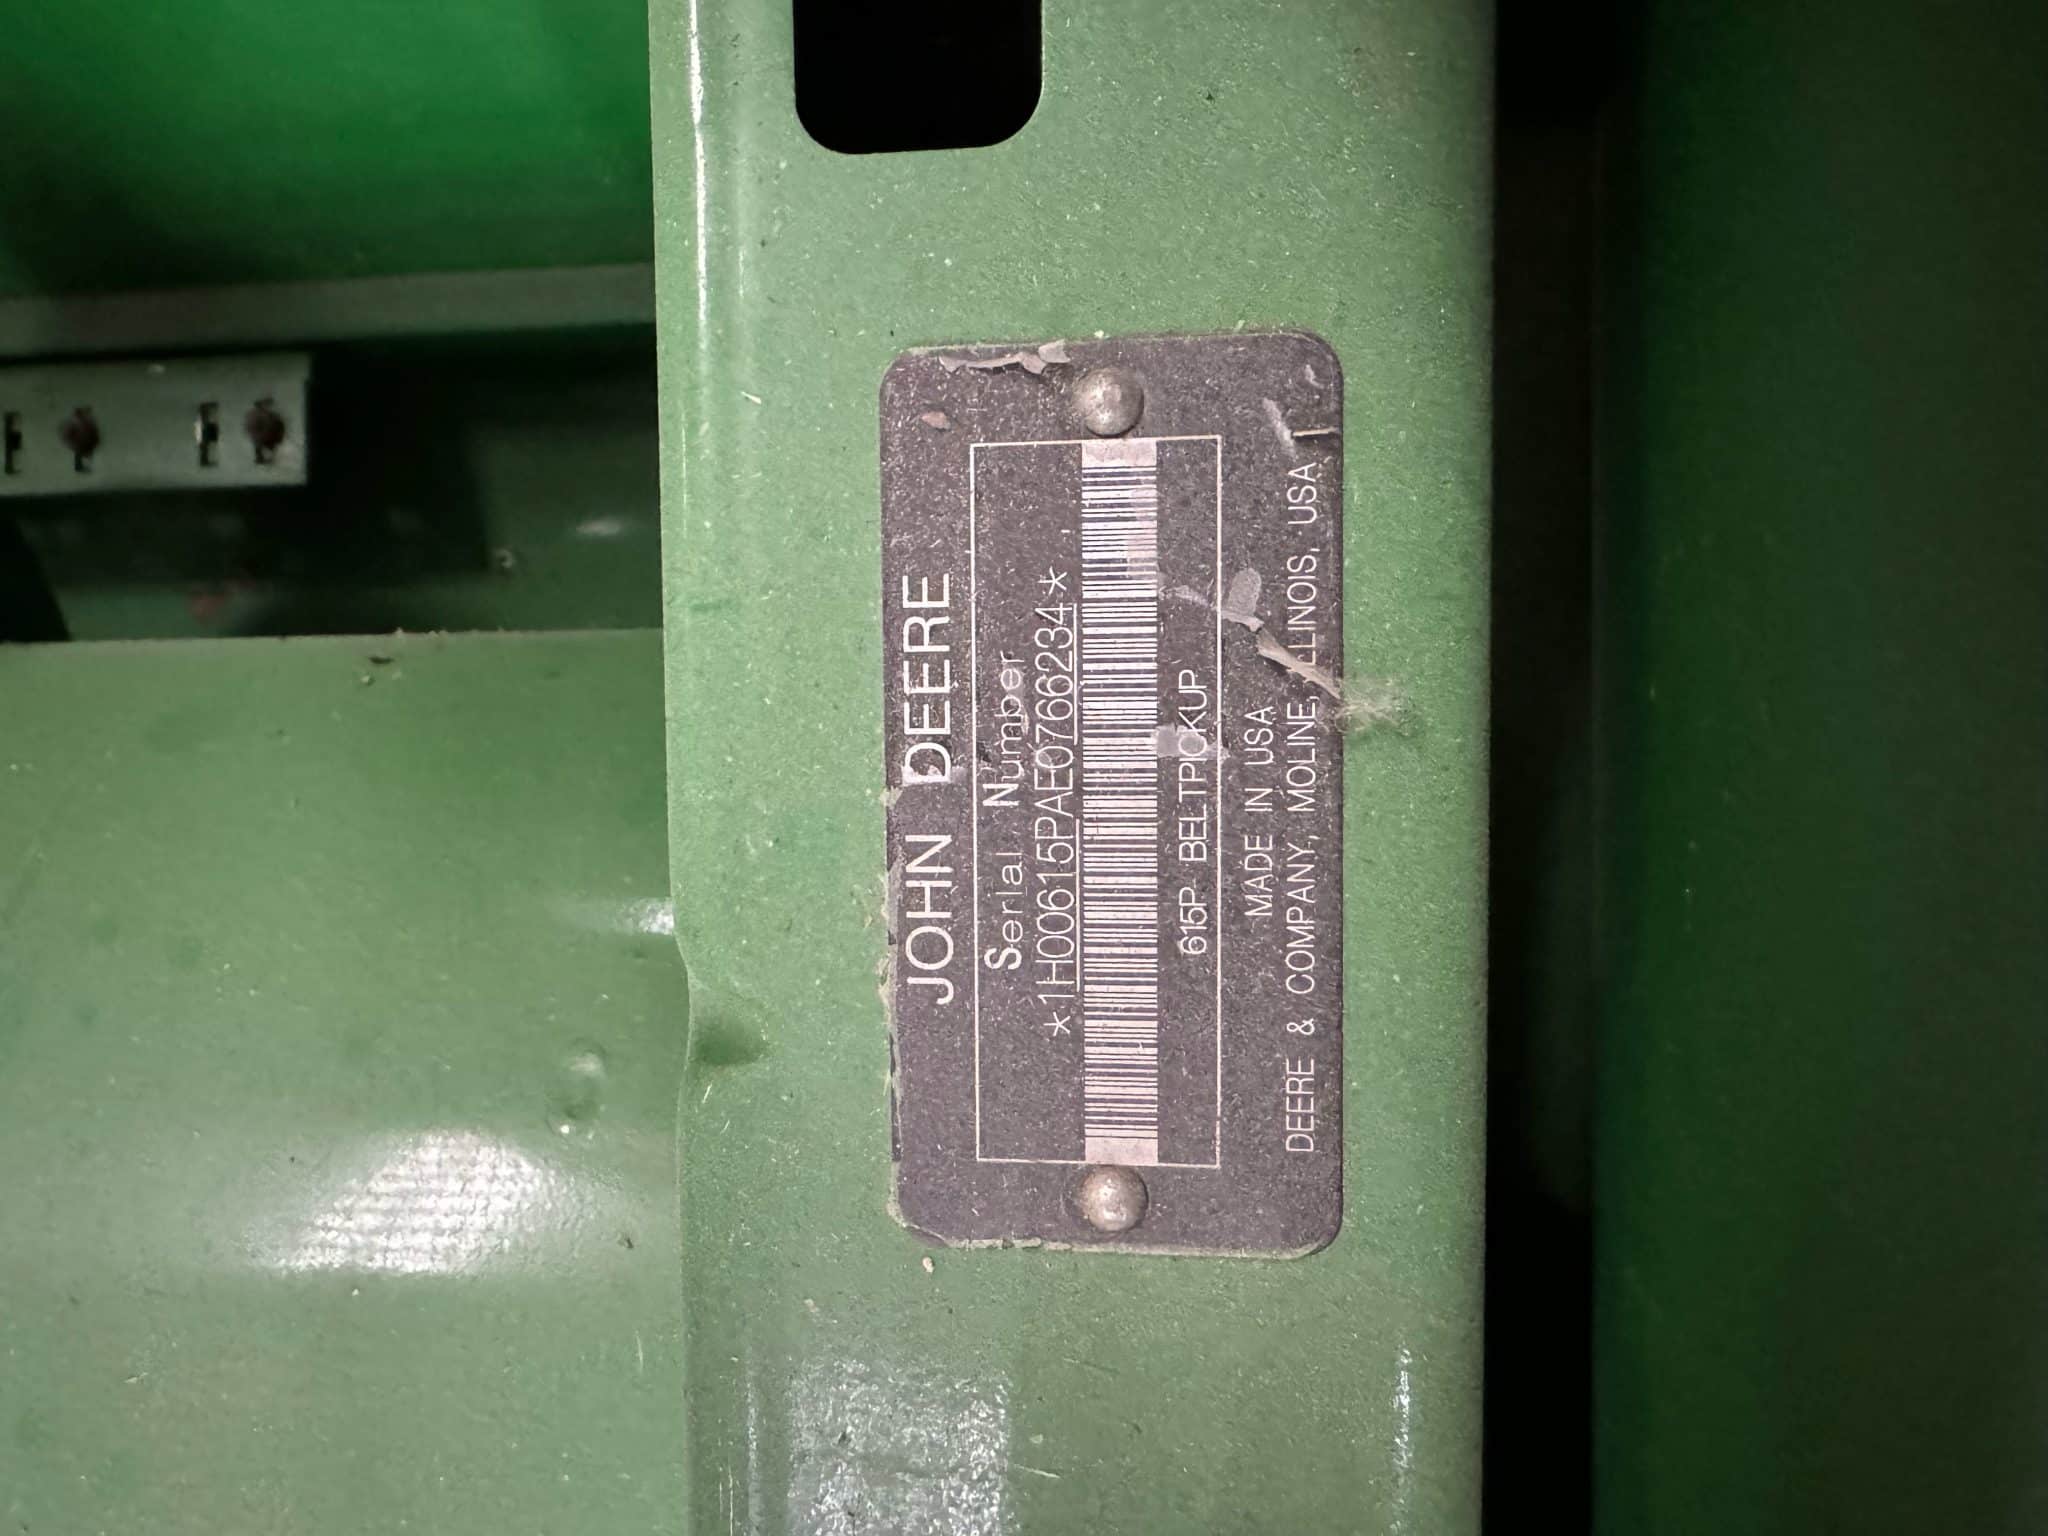 JOHN DEERE
Serial Number
*1H00615PAE0766234*
615P BELTPICKUP
MADE IN USA
DEERE & COMPANY, MOLINE, ILLINOIS, USA